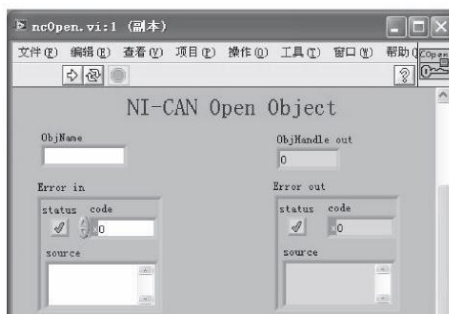 ncOpen.vi:1 (副本)
文件(F) 编辑(E) 查看(V) 项目(P) 操作(O) 工具(T) 窗口(W) 帮助(
?
NI-CAN Open Object
ObjName
ObjHandle out
0
Error in
Error out
status code
status code
x0
x0
source
source